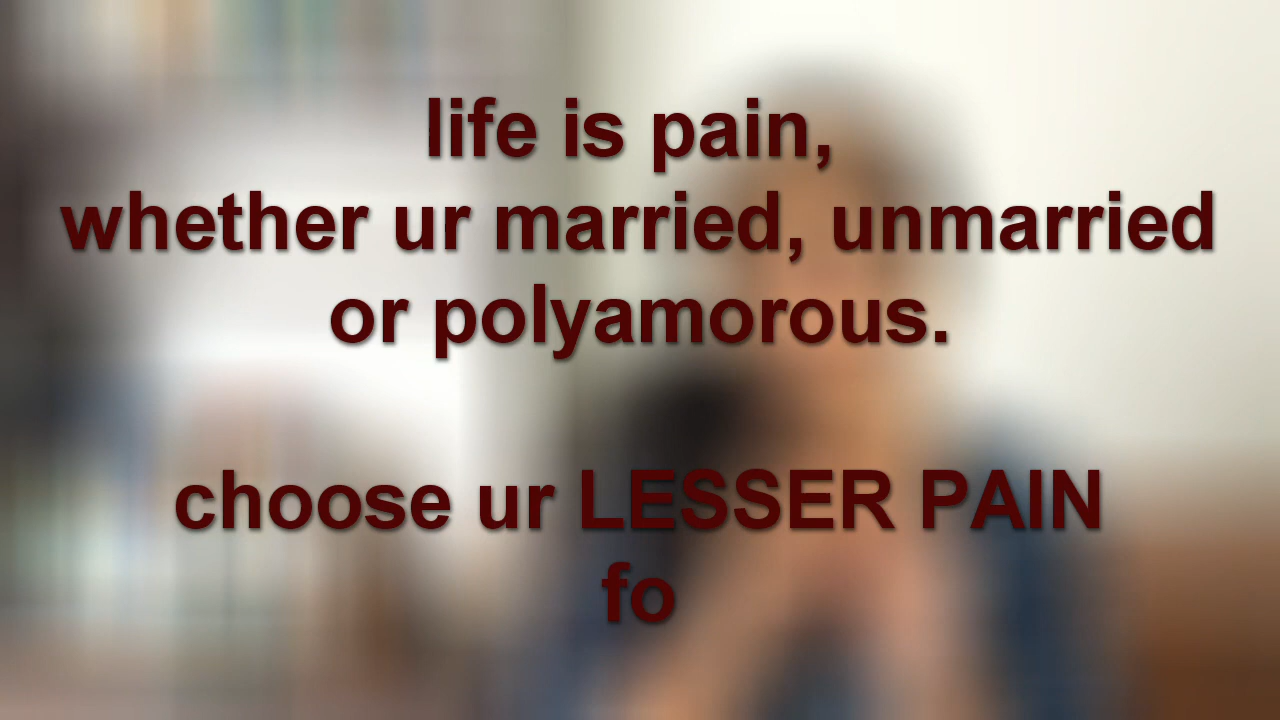 life is pain,
whether ur married, unmarried
or polyamorous.
choose ur LESSER PAIN
fo